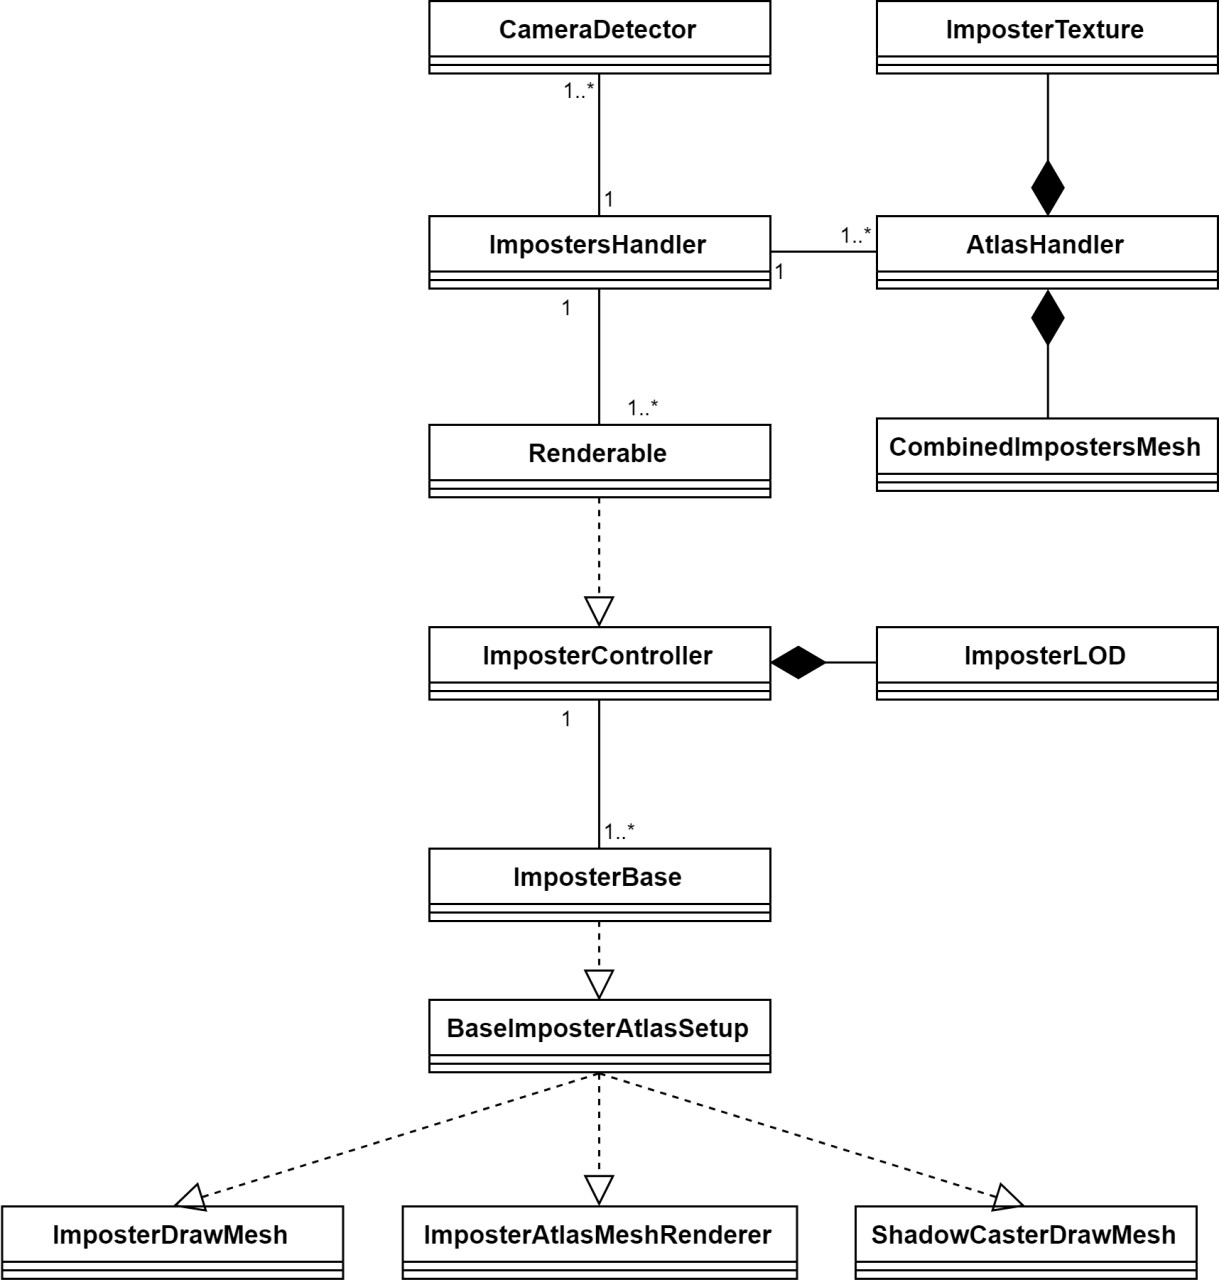 CameraDetector
ImposterTexture
1..*
1
ImpostersHandler
1..*
1
AtlasHandler
1
1..*
Renderable
CombinedImpostersMesh
ImposterController
ImposterLOD
1
1..*
ImposterBase
BaseImposterAtlasSetup
ImposterDrawMesh
ImposterAtlasMeshRenderer
ShadowCasterDrawMesh